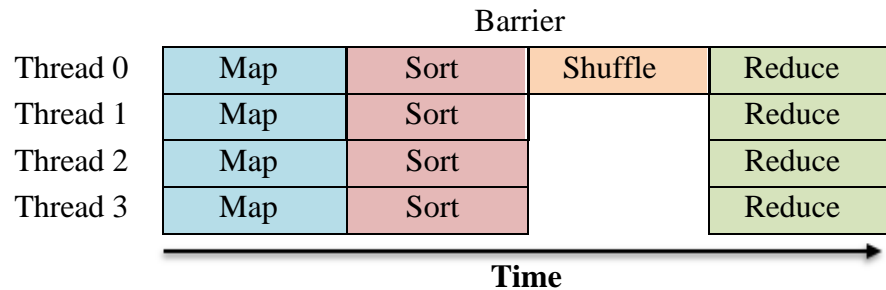 Barrier
Thread 0 Map Sort Shuffle Reduce
Thread 1 Map Sort Reduce
Thread 2 Map Sort Reduce
Thread 3 Map Sort Reduce
Time